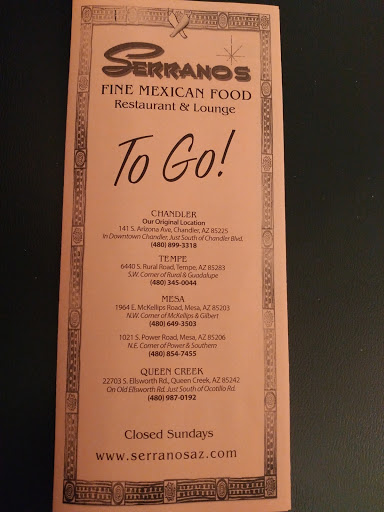 SERRANOS
FINE MEXICAN FOOD
Restaurant & Lounge
To Go!
CHANDLER
Our Original Location
141 S. Arizona Ave, Chandler, AZ 85225
In Downtown Chandler, Just South of Chandler Blvd.
(480) 899-3318
TEMPE
6440 S. Rural Road, Tempe, AZ 85283
S.W. Corner of Rural & Guadalupe
(480) 345-0044
MESA
1964 E. McKellips Road, Mesa, AZ 85203
N.W. Corner of McKellips & Gilbert
(480) 649-3503
1021 S. Power Road, Mesa, AZ 85206
N.E. Corner of Power & Southern
(480) 854-7455
QUEEN CREEK
22703 S. Ellsworth Rd., Queen Creek, AZ 85242
On Old Ellsworth Rd. Just South of Ocotillo Rd.
(480) 987-0192
Closed Sundays
www.serranosaz.com